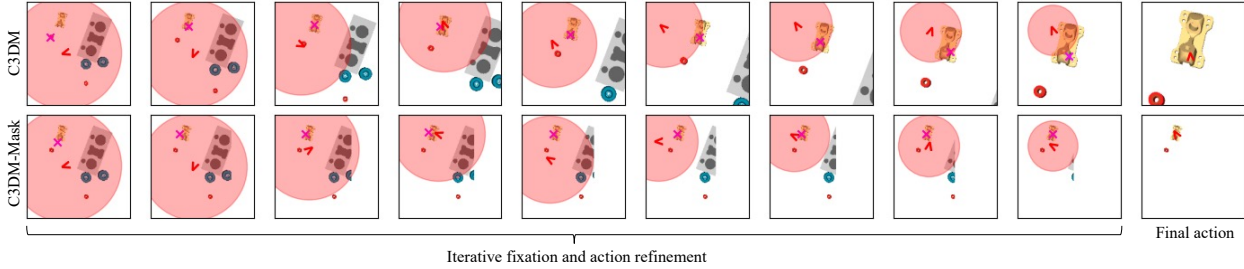 C3DM
C3DM-Mask
Iterative fixation and action refinement
Final action